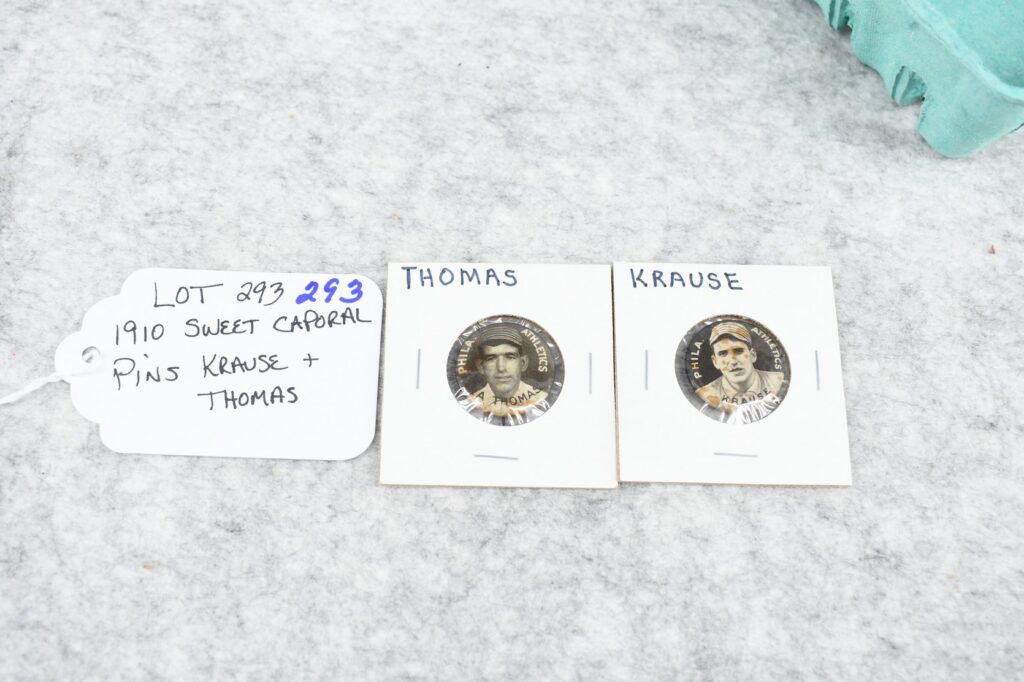 LOT 293 293
1910 SWEET CAPORAL
PINS KRAUSE +
THOMAS
THOMAS
PHILA. ATHLETICS
THOMAS
KRAUSE
PHILA. ATHLETICS
KRAUSE